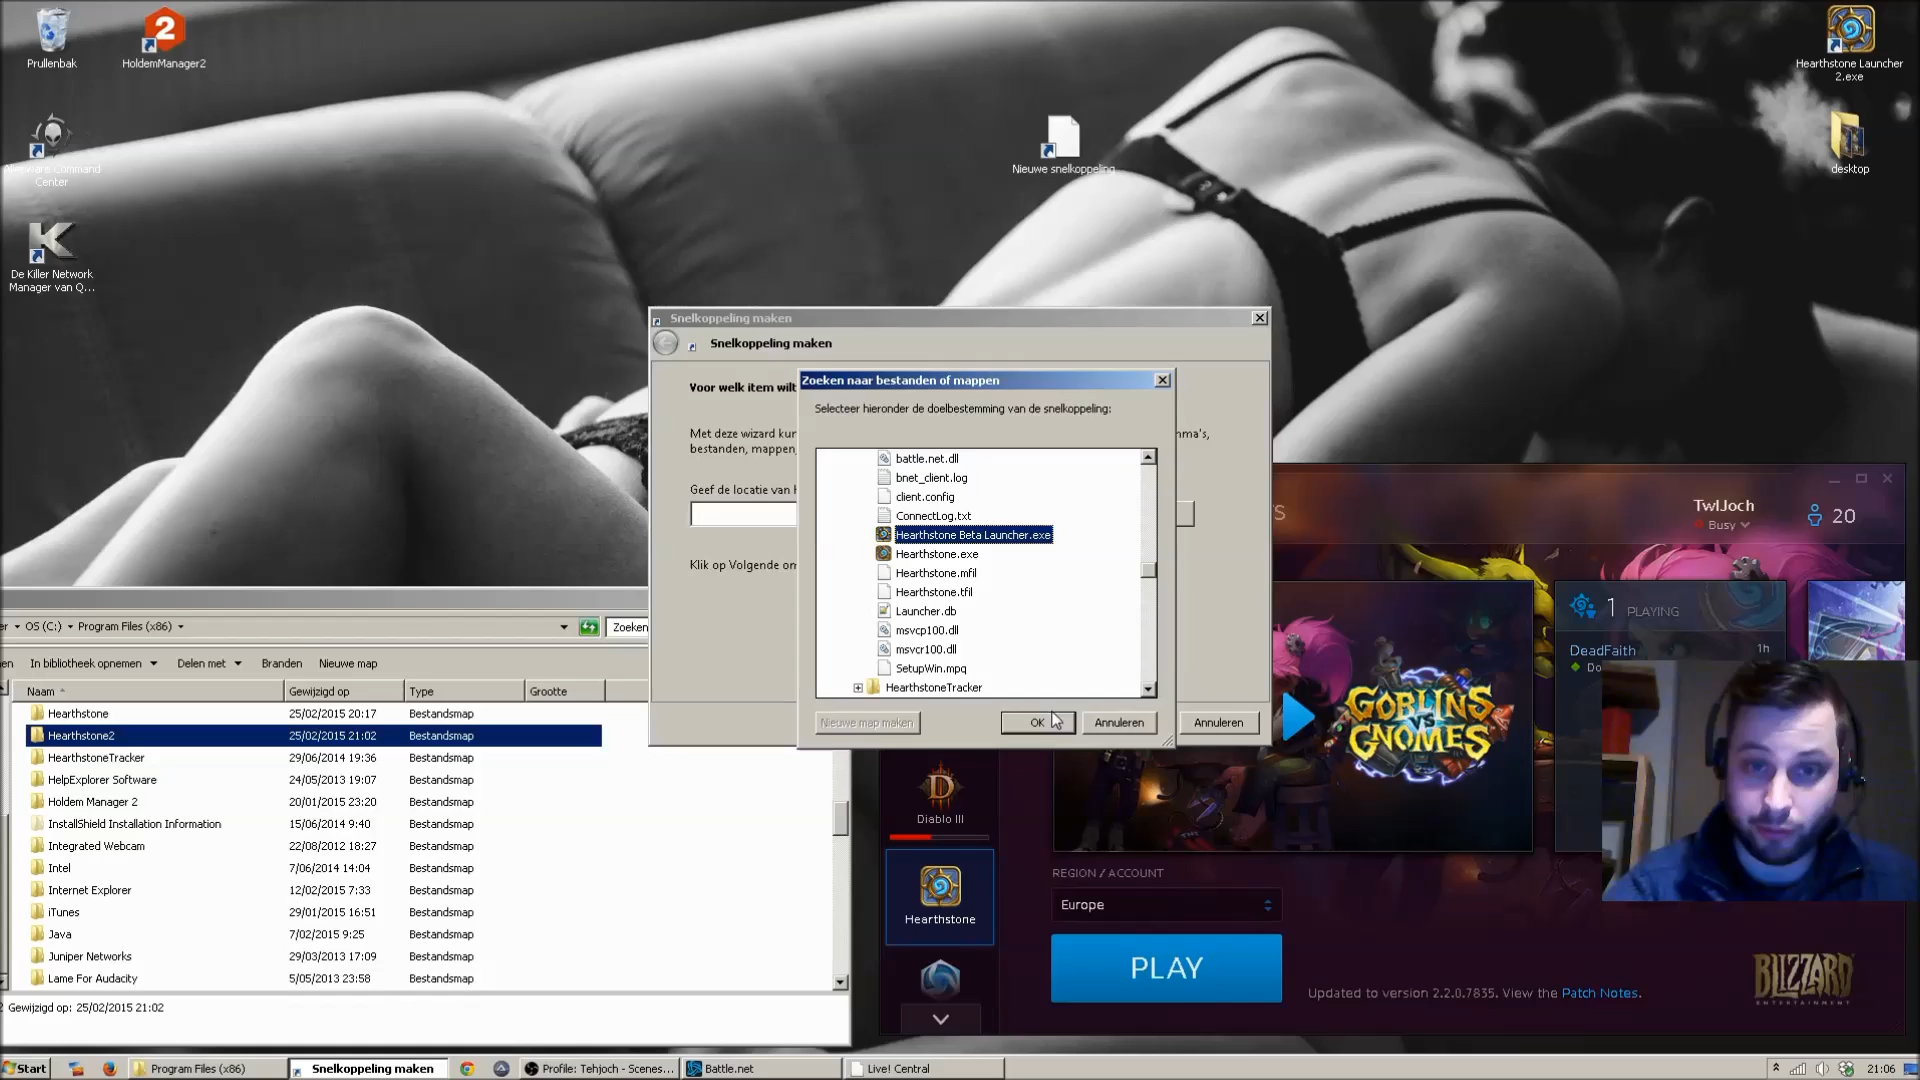 Prullenbak
HoldemManager2
Hearthstone Launcher
2.exe
Alienware Command
Center
Nieuwe snelkoppeling
desktop
De Killer Network
Manager van Q...
Snelkoppeling maken
Snelkoppeling maken
Voor welk item wilt
Met deze wizard kun
mma's,
bestanden, mappen,
Geef de locatie van h
Klik op Volgende om
Annuleren
Zoeken naar bestanden of mappen
Selecteer hieronder de doelbestemming van de snelkoppeling:
battle.net.dll
bnet_client.log
client.config
ConnectLog.txt
Hearthstone Beta Launcher.exe
Hearthstone.exe
Hearthstone.mfil
Hearthstone.tfil
Launcher.db
msvcp100.dll
msvcr100.dll
SetupWin.mpq
HearthstoneTracker
Nieuwe map maken
OK
Annuleren
er OS (C:) Program Files (x86)
Zoeken
en In bibliotheek opnemen Delen met Branden Nieuwe map
Naam Gewijzigd op Type Grootte
Hearthstone 25/02/2015 20:17 Bestandsmap
Hearthstone2 25/02/2015 21:02 Bestandsmap
HearthstoneTracker 29/06/2014 19:36 Bestandsmap
HelpExplorer Software 24/05/2013 19:07 Bestandsmap
Holdem Manager 2 20/01/2015 23:20 Bestandsmap
InstallShield Installation Information 15/06/2014 9:40 Bestandsmap
Integrated Webcam 22/08/2012 18:27 Bestandsmap
Intel 7/06/2014 14:04 Bestandsmap
Internet Explorer 12/02/2015 7:33 Bestandsmap
iTunes 29/01/2015 16:51 Bestandsmap
Java 7/02/2015 9:25 Bestandsmap
Juniper Networks 29/03/2013 17:09 Bestandsmap
Lame For Audacity 5/05/2013 23:58 Bestandsmap
2 Gewijzigd op: 25/02/2015 21:02
TS
TwlJoch
Busy
20
1 PLAYING
DeadFaith 1h
Do
GOBLINS
VS
GNOMES
Diablo III
Hearthstone
REGION / ACCOUNT
Europe
PLAY
Updated to version 2.2.0.7835. View the Patch Notes.
BLIZZARD
ENTERTAINMENT
Start
Program Files (x86)
Snelkoppeling maken
Profile: Tehjoch - Scenes...
Battle.net
Live! Central
21:06